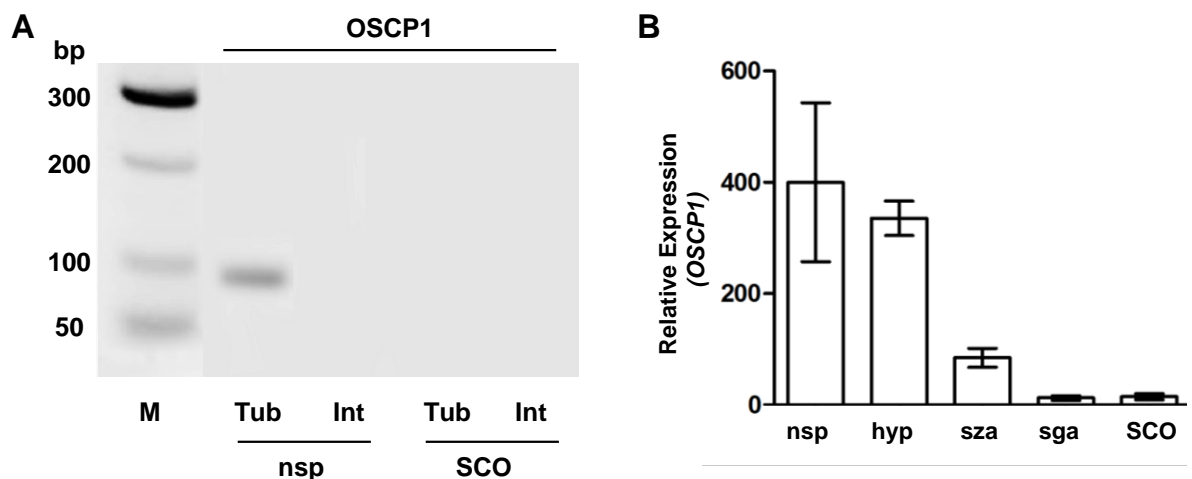 A
OSCP1
bp
300
200
100
50
M Tub Int Tub Int
nsp SCO
B
600
400
200
0
Relative Expression
(OSCP1)
nsp hyp sza sga SCO